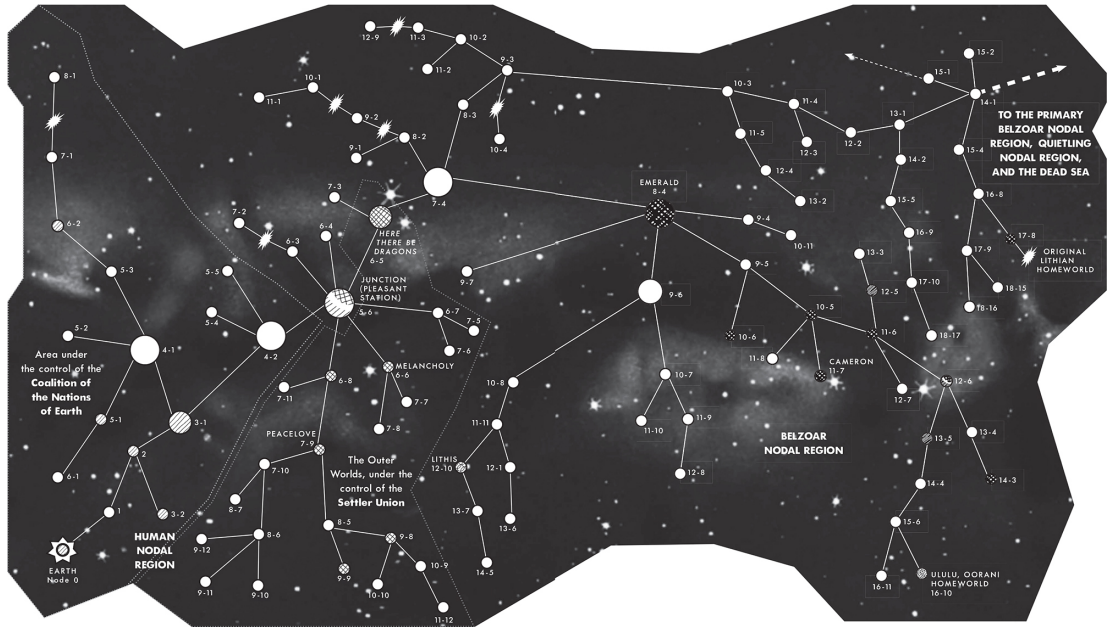 8-1
7-1
6-2
5-3
5-2
4-1
Area under
the control of the
Coalition of
the Nations
of Earth
5-1
6-1
3-1
2
1
3-2
EARTH
Node 0
HUMAN
NODAL
REGION
5-5
5-4
4-2
7-2
6-3
6-4
7-3
HERE
THERE BE
DRAGONS
6-5
JUNCTION
(PLEASANT
STATION)
5-6
6-7
7-5
7-6
MELANCHOLY
6-6
7-7
7-8
6-8
7-11
PEACELOVE
7-9
7-10
8-7
8-6
9-12
9-11
9-10
The Outer
Worlds, under the
control of the
Settler Union
8-5
9-9
9-8
10-10
10-9
11-12
12-9
11-3
10-2
11-2
9-3
8-3
10-4
10-1
11-1
9-2
8-2
9-1
7-4
EMERALD
8-4
9-7
9-4
10-11
9-5
9-6
10-6
10-5
11-8
CAMERON
11-7
10-7
11-10
11-9
12-8
10-8
11-11
LITHIS
12-10
12-1
13-7
13-6
14-5
BELZOAR
NODAL REGION
10-3
11-5
12-4
13-2
11-4
12-3
12-2
13-1
14-2
15-5
16-9
17-10
18-17
15-2
15-1
14-1
TO THE PRIMARY
BELZOAR NODAL
REGION, QUIETLING
NODAL REGION,
AND THE DEAD SEA
15-4
16-8
17-8
ORIGINAL
LITHIAN
HOMEWORLD
17-9
18-15
18-16
13-3
12-5
11-6
12-7
12-6
13-5
13-4
14-3
14-4
15-6
16-11
ULULU, OORANI
HOMEWORLD
16-10